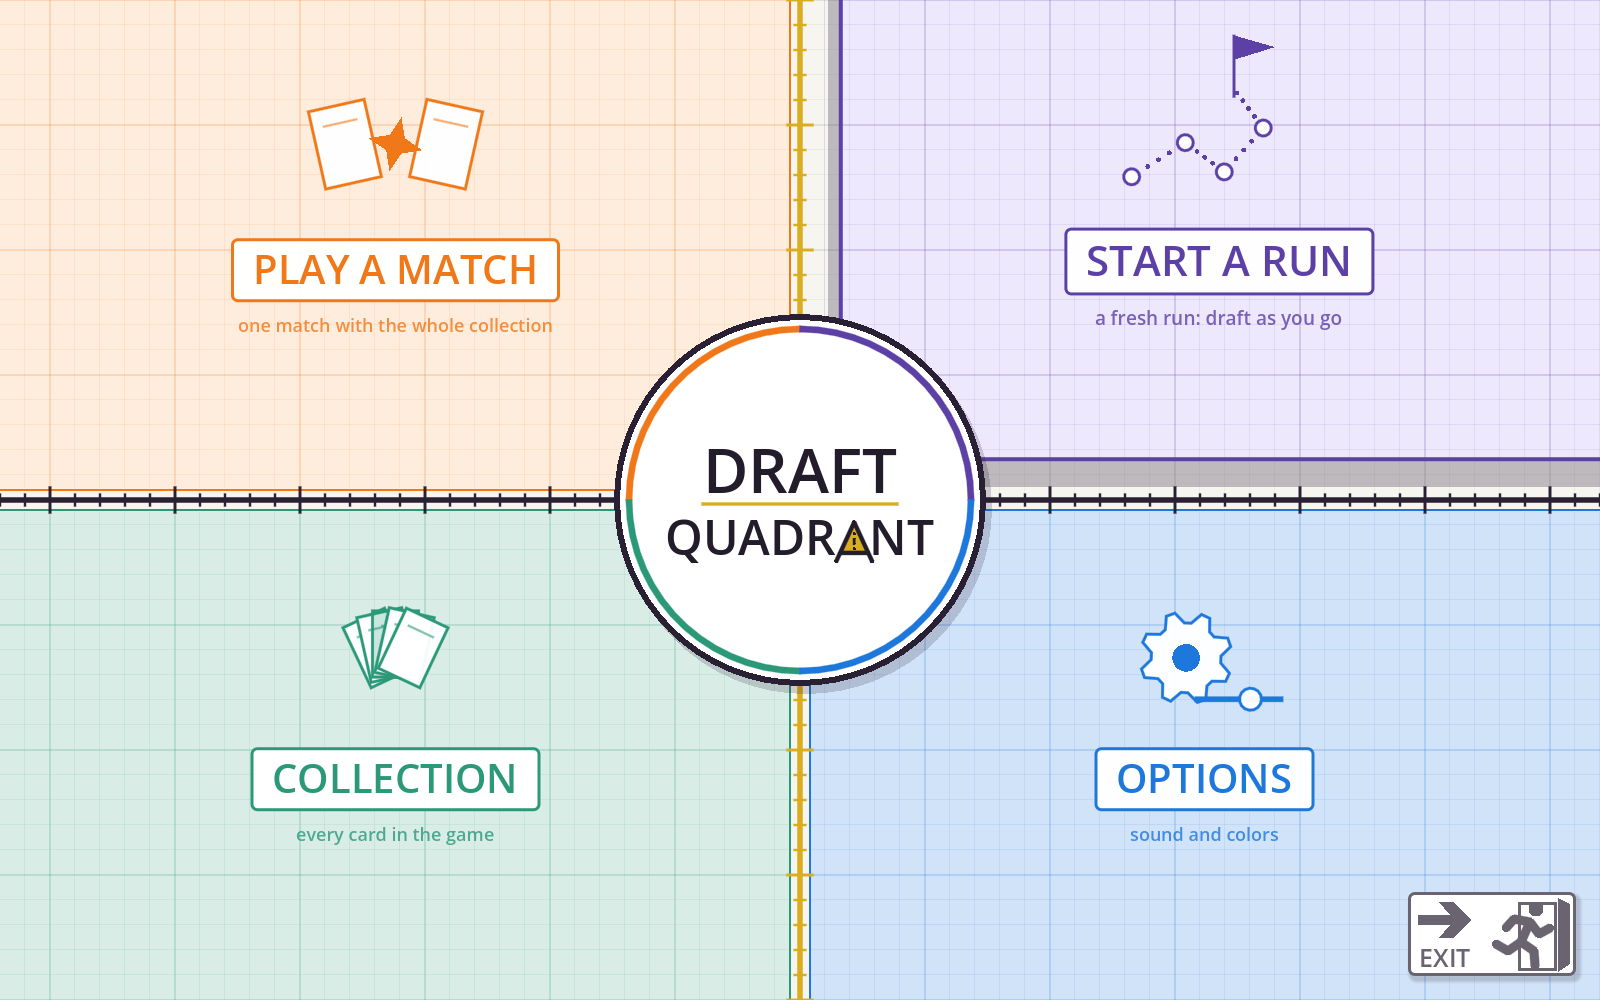 PLAY A MATCH
one match with the whole collection
START A RUN
a fresh run: draft as you go
DRAFT
QUADRANT
COLLECTION
every card in the game
OPTIONS
sound and colors
EXIT